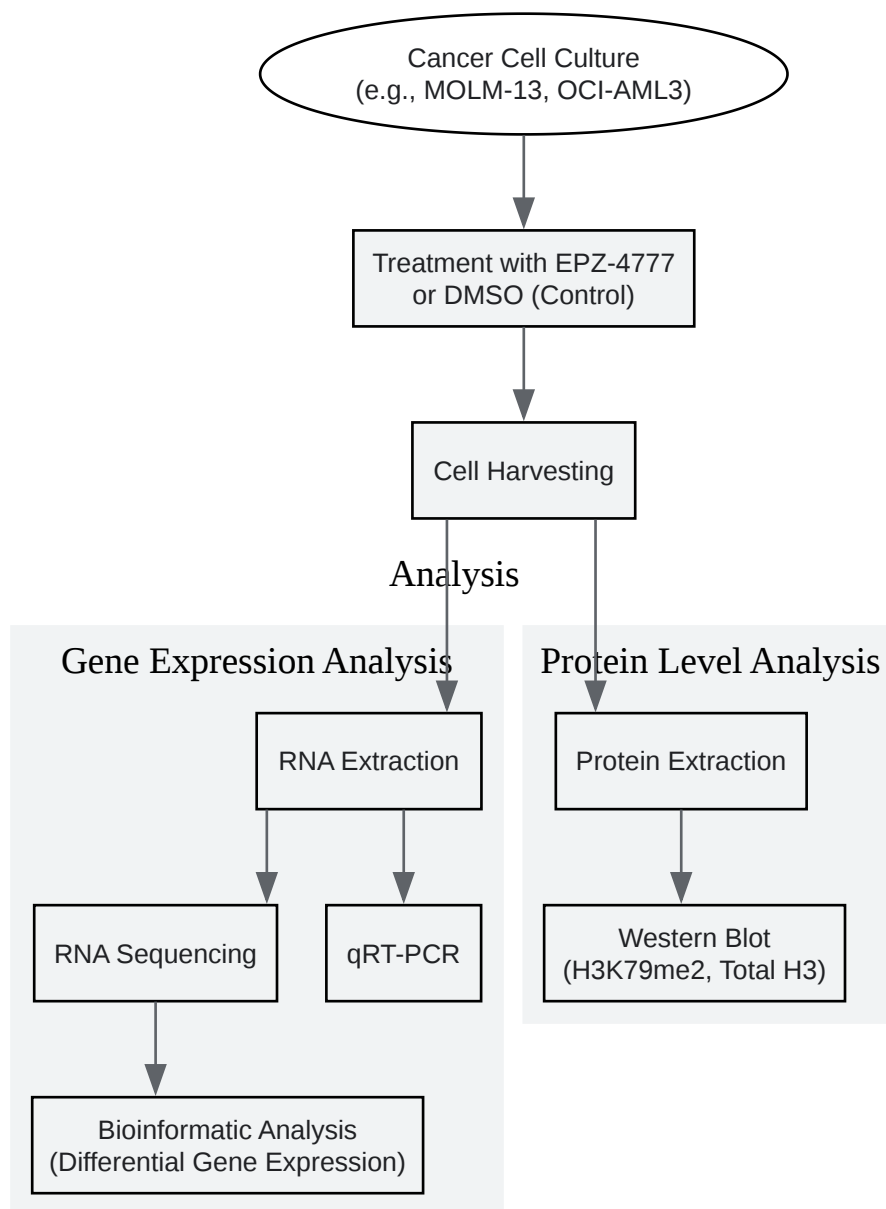 Cancer Cell Culture
(e.g., MOLM-13, OCI-AML3)
Treatment with EPZ-4777
or DMSO (Control)
Cell Harvesting
Analysis
Gene Expression Analysis
Protein Level Analysis
RNA Extraction
Protein Extraction
RNA Sequencing
qRT-PCR
Western Blot
(H3K79me2, Total H3)
Bioinformatic Analysis
(Differential Gene Expression)